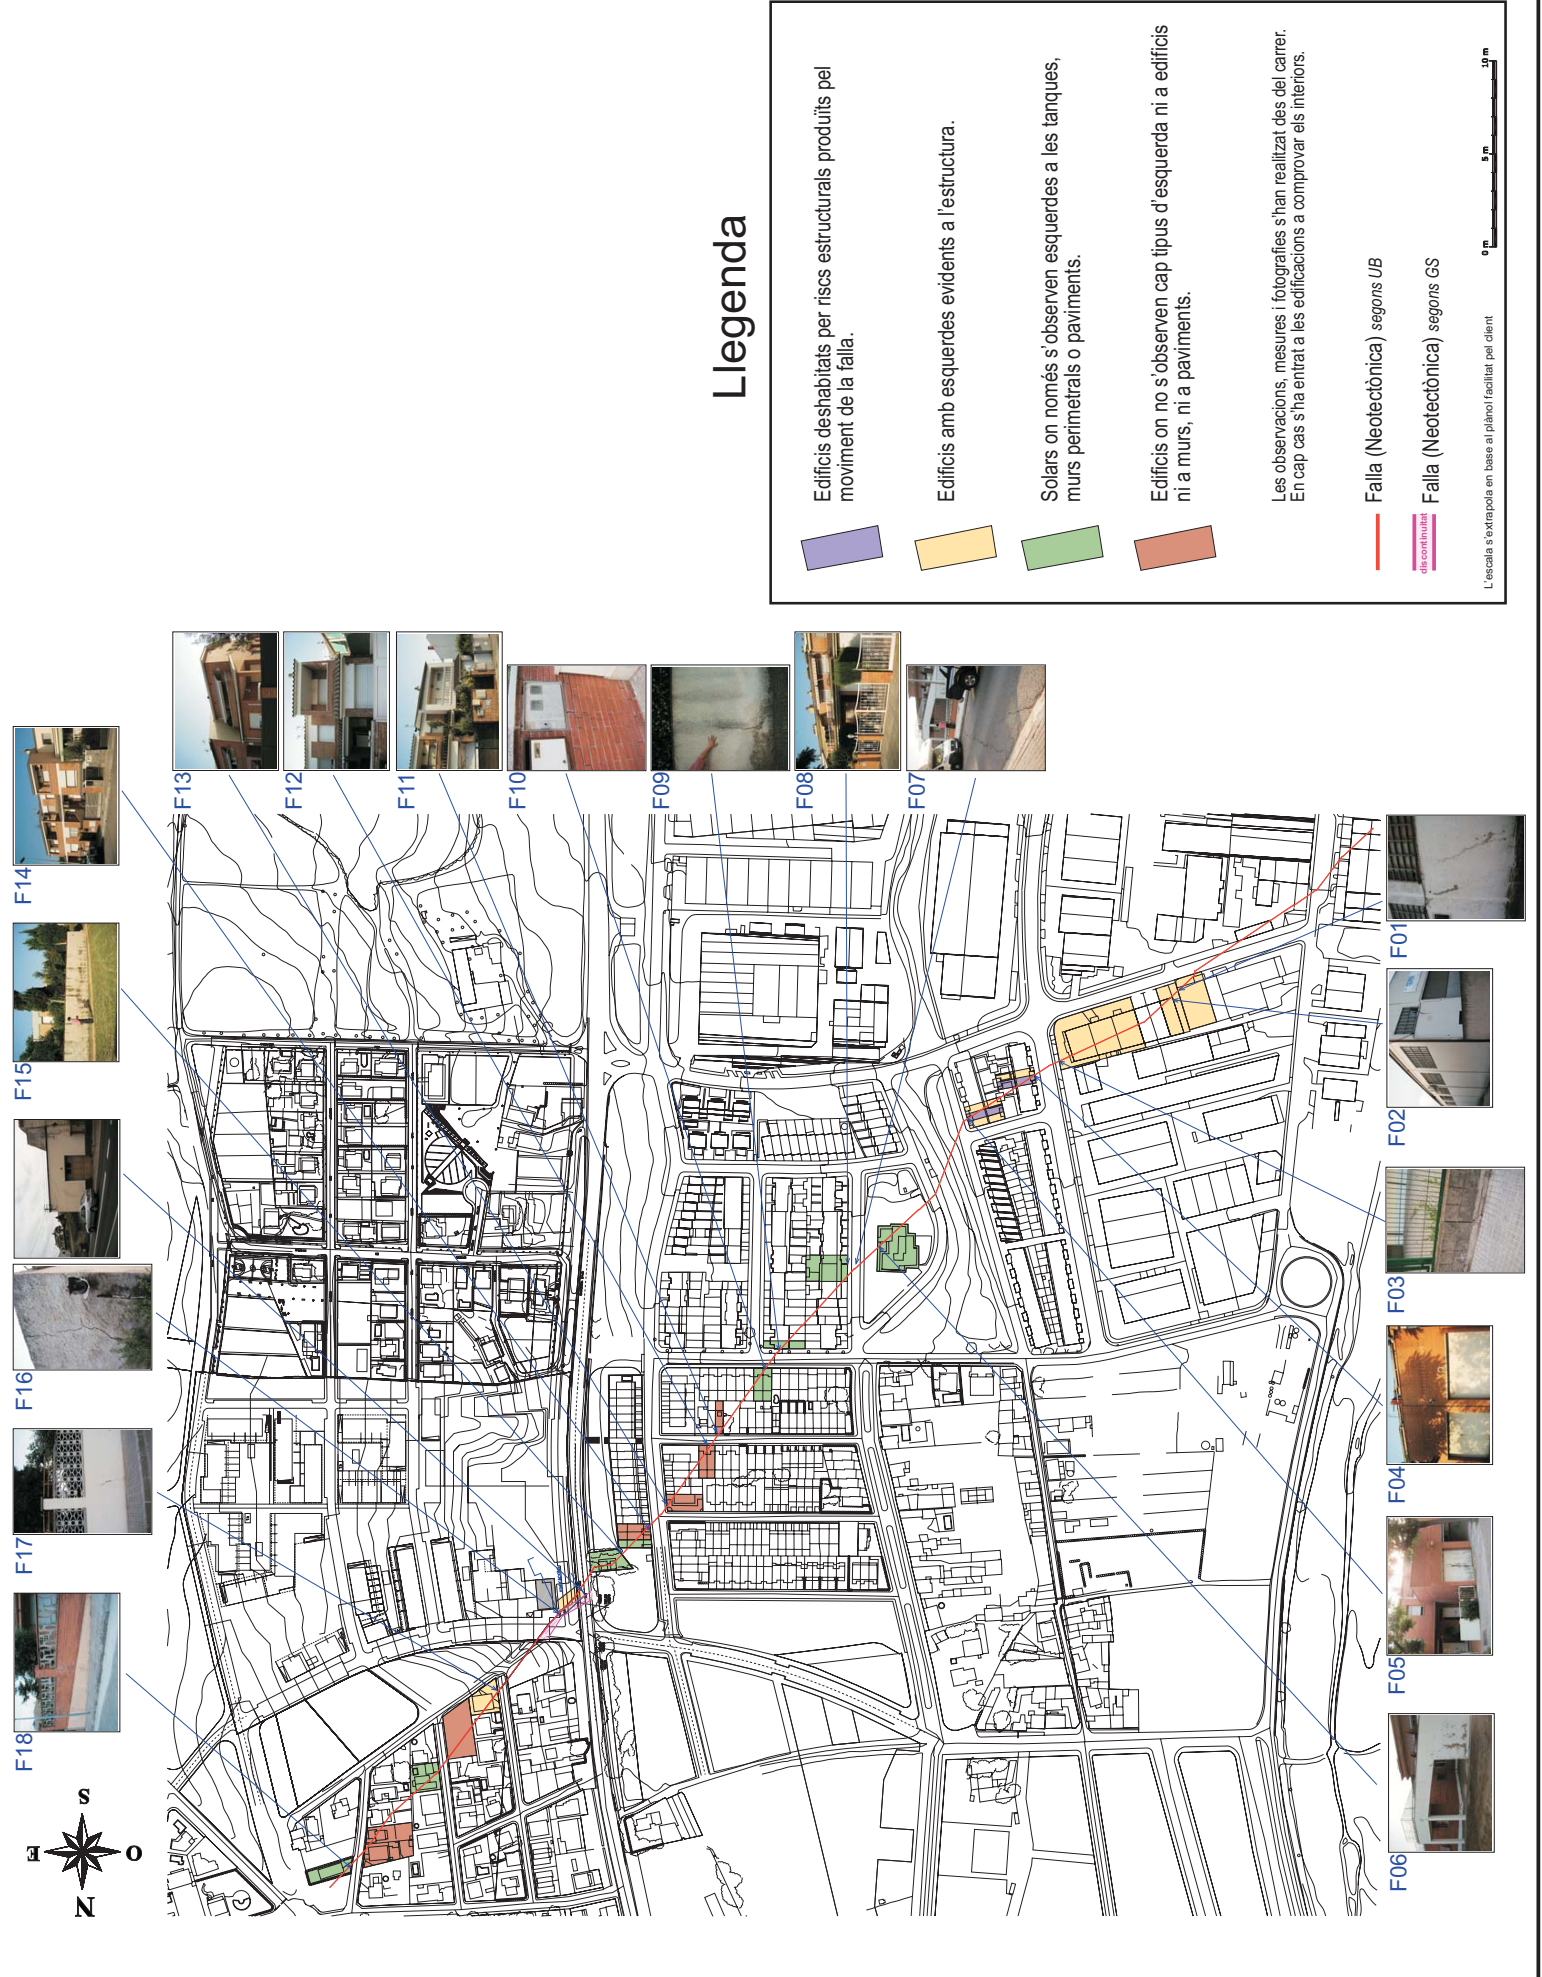 Llegenda
Edificis deshabitats per riscs estructurals produïts pel
moviment de la falla.
Edificis amb esquerdes evidents a l'estructura.
Solars on només s'observen esquerdes a les tanques,
murs perimetrals o paviments.
Edificis on no s'observen cap tipus d'esquerda ni a edificis
ni a murs, ni a paviments.
Les observacions, mesures i fotografies s'han realitzat des del carrer.
En cap cas s'ha entrat a les edificacions a comprovar els interiors.
Falla (Neotectònica) segons UB
discontinuitat
Falla (Neotectònica) segons GS
0 m 5 m 10 m
L'escala s'extrapola en base al plànol facilitat pel client
N
S
E
O
F18
F17
F16
F15
F14
F13
F12
F11
F10
F09
F08
F07
F06
F05
F04
F03
F02
F01